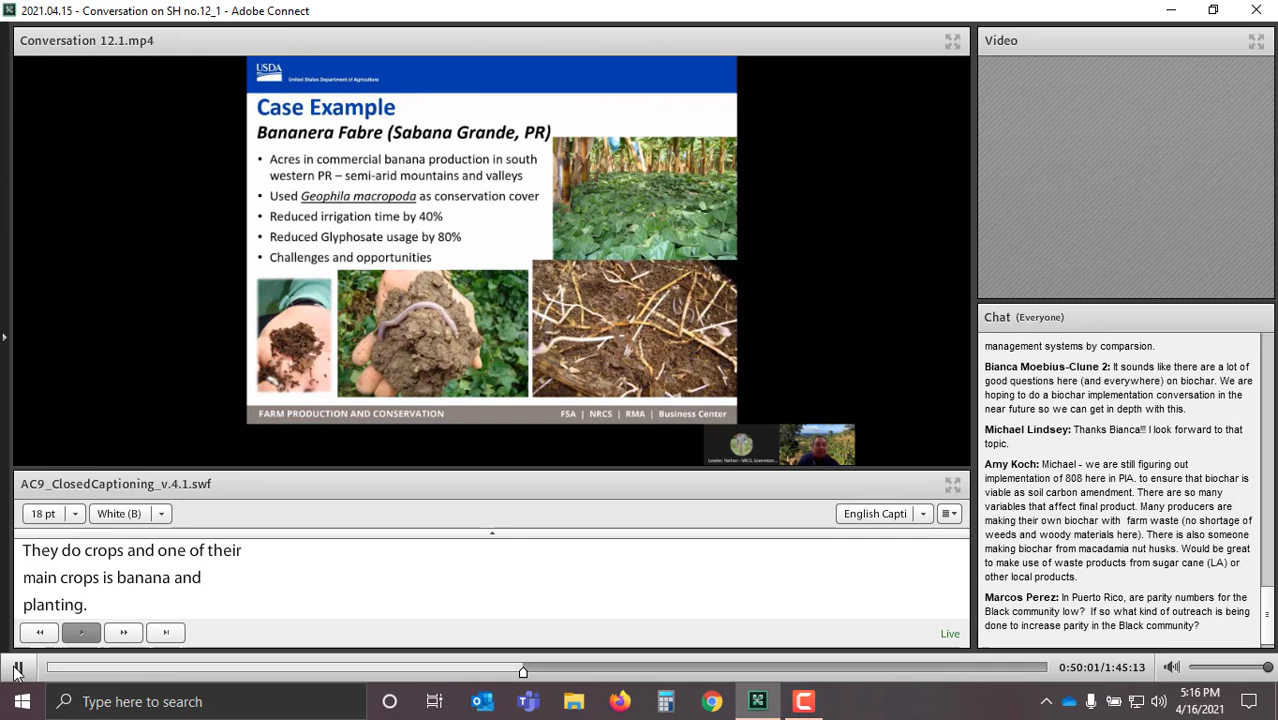 2021.04.15 - Conversation on SH no.12_1 - Adobe Connect
Conversation 12.1.mp4
USDA
United States Department of Agriculture
Case Example
Bananera Fabre (Sabana Grande, PR)
• Acres in commercial banana production in south
western PR – semi-arid mountains and valleys
• Used Geophila macropoda as conservation cover
• Reduced irrigation time by 40%
• Reduced Glyphosate usage by 80%
• Challenges and opportunities
FARM PRODUCTION AND CONSERVATION
FSA | NRCS | RMA | Business Center
AC9_ClosedCaptioning_v.4.1.swf
18 pt
White (B)
English Capti
They do crops and one of their
main crops is banana and
planting.
Live
Video
Chat (Everyone)
management systems by comparsion.
Bianca Moebius-Clune 2: It sounds like there are a lot of
good questions here (and everywhere) on biochar. We are
hoping to do a biochar implementation conversation in the
near future so we can get in depth with this.
Michael Lindsey: Thanks Bianca!!! I look forward to that
topic.
Amy Koch: Michael - we are still figuring out
implementation of 808 here in PIA. to ensure that biochar is
viable as soil carbon amendment. There are so many
variables that affect final product. Many producers are
making their own biochar with farm waste (no shortage of
weeds and woody materials here). There is also someone
making biochar from macadamia nut husks. Would be great
to make use of waste products from sugar cane (LA) or
other local products.
Marcos Perez: In Puerto Rico, are parity numbers for the
Black community low? If so what kind of outreach is being
done to increase parity in the Black community?
0:50:01/1:45:13
Type here to search
5:16 PM
4/16/2021